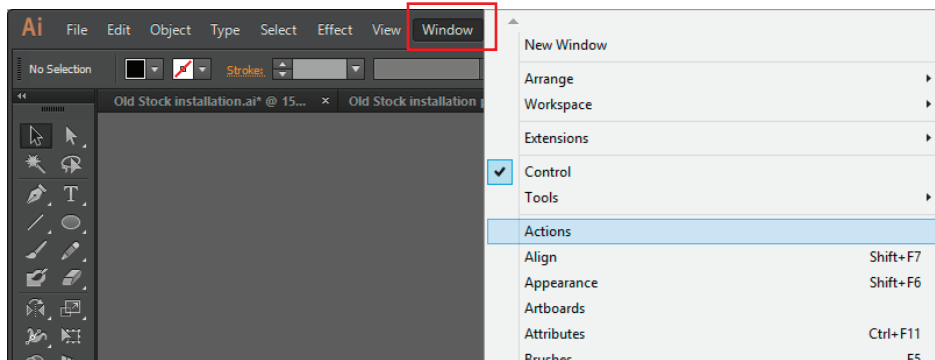 Ai File Edit Object Type Select Effect View Window
No Selection Stroke:
Old Stock installation.ai* @ 15... × Old Stock installation
New Window
Arrange
Workspace
Extensions
Control
Tools
Actions
Align Shift+F7
Appearance Shift+F6
Artboards
Attributes Ctrl+F11
Brushes F5